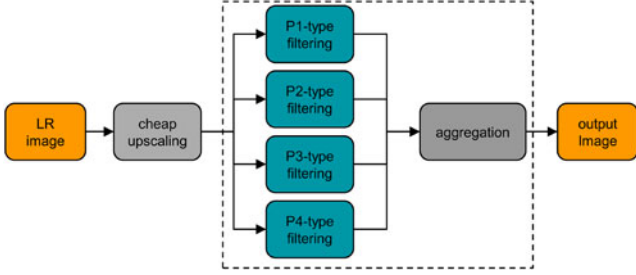 LR
image
cheap
upscaling
P1-type
filtering
P2-type
filtering
P3-type
filtering
P4-type
filtering
aggregation
output
Image